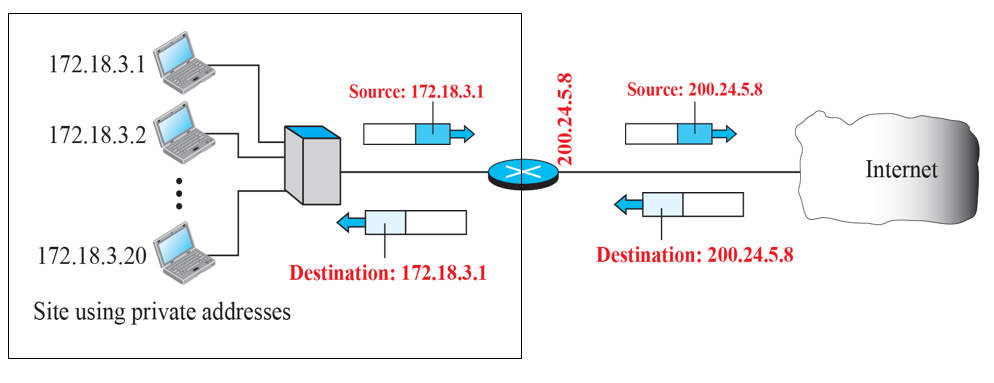 172.18.3.1
Source: 172.18.3.1
200.24.5.8
Source: 200.24.5.8
172.18.3.2
Internet
172.18.3.20
Destination: 172.18.3.1
Destination: 200.24.5.8
Site using private addresses